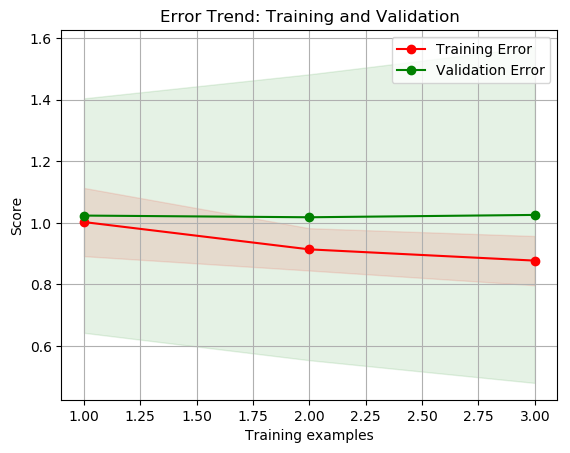 Error Trend: Training and Validation
1.6
1.4
1.2
1.0
0.8
0.6
Score
Training Error
Validation Error
1.00 1.25 1.50 1.75 2.00 2.25 2.50 2.75 3.00
Training examples